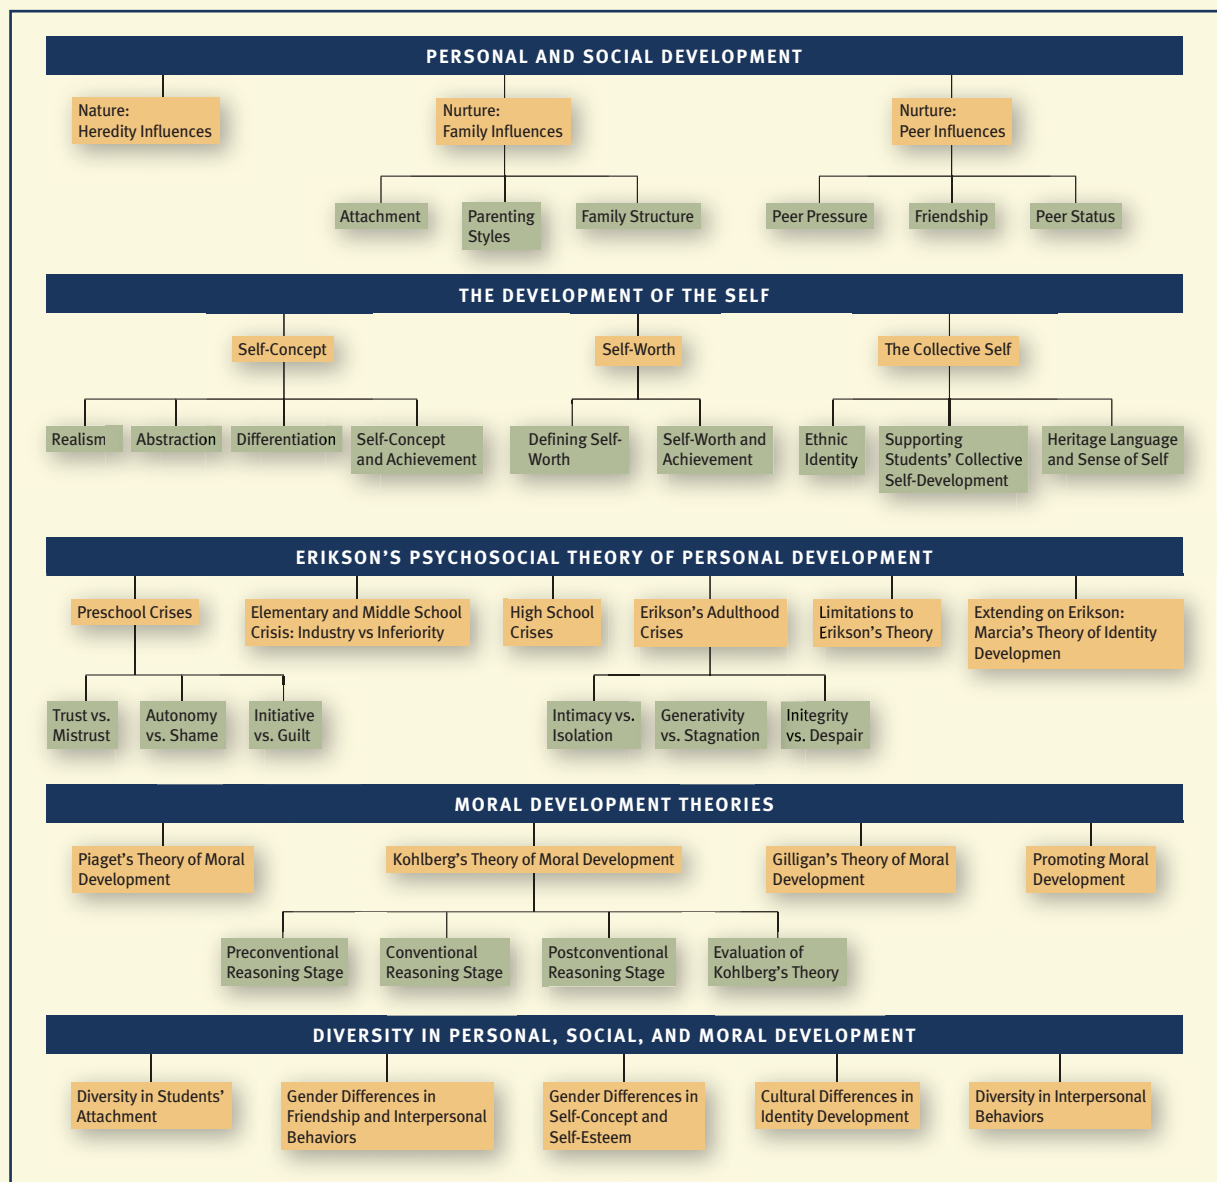 PERSONAL AND SOCIAL DEVELOPMENT
Nature:
Heredity Influences
Nurture:
Family Influences
Nurture:
Peer Influences
Attachment
Parenting
Styles
Family Structure
Peer Pressure
Friendship
Peer Status
THE DEVELOPMENT OF THE SELF
Self-Concept
Self-Worth
The Collective Self
Realism
Abstraction
Differentiation
Self-Concept
and Achievement
Defining Self-
Worth
Self-Worth and
Achievement
Ethnic
Identity
Supporting
Students’ Collective
Self-Development
Heritage Language
and Sense of Self
ERIKSON’S PSYCHOSOCIAL THEORY OF PERSONAL DEVELOPMENT
Preschool Crises
Elementary and Middle School
Crisis: Industry vs Inferiority
High School
Crises
Erikson’s Adulthood
Crises
Limitations to
Erikson’s Theory
Extending on Erikson:
Marcia’s Theory of Identity
Developmen
Trust vs.
Mistrust
Autonomy
vs. Shame
Initiative
vs. Guilt
Intimacy vs.
Isolation
Generativity
vs. Stagnation
Initegrity
vs. Despair
MORAL DEVELOPMENT THEORIES
Piaget’s Theory of Moral
Development
Kohlberg’s Theory of Moral Development
Gilligan’s Theory of Moral
Development
Promoting Moral
Development
Preconventional
Reasoning Stage
Conventional
Reasoning Stage
Postconventional
Reasoning Stage
Evaluation of
Kohlberg’s Theory
DIVERSITY IN PERSONAL, SOCIAL, AND MORAL DEVELOPMENT
Diversity in Students’
Attachment
Gender Differences in
Friendship and Interpersonal
Behaviors
Gender Differences in
Self-Concept and
Self-Esteem
Cultural Differences in
Identity Development
Diversity in Interpersonal
Behaviors